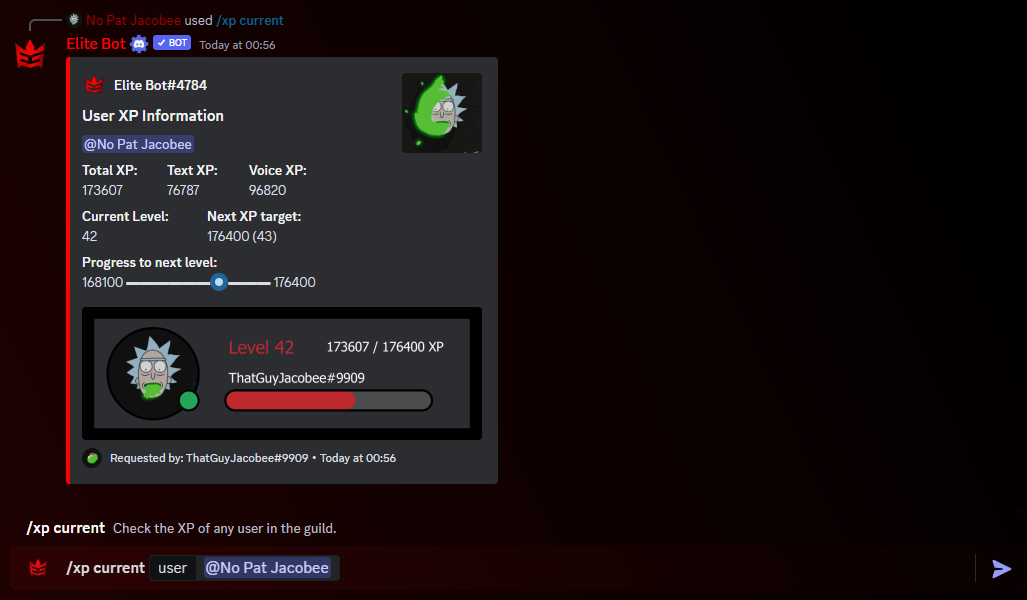 No Pat Jacobee used /xp current
Elite Bot ✓ BOT Today at 00:56
Elite Bot#4784
User XP Information
@No Pat Jacobee
Total XP: Text XP: Voice XP:
173607 76787 96820
Current Level: Next XP target:
42 176400 (43)
Progress to next level:
168100 176400
Level 42 173607 / 176400 XP
ThatGuyJacobee#9909
Requested by: ThatGuyJacobee#9909 • Today at 00:56
/xp current Check the XP of any user in the guild.
/xp current user @No Pat Jacobee